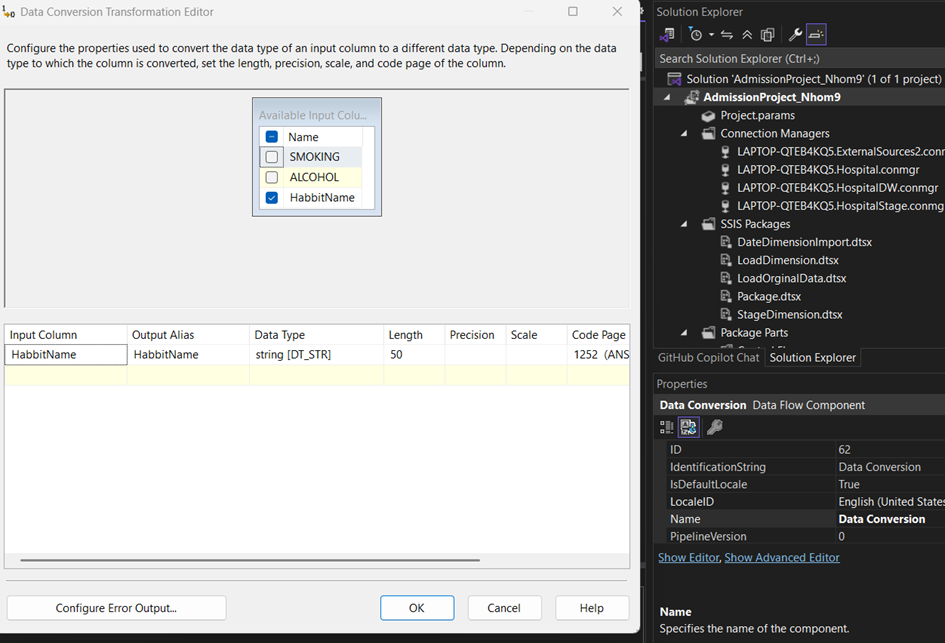 Data Conversion Transformation Editor
Configure the properties used to convert the data type of an input column to a different data type. Depending on the data
type to which the column is converted, set the length, precision, scale, and code page of the column.
Available Input Colu...
Name
SMOKING
ALCOHOL
HabbitName
Input Column Output Alias Data Type Length Precision Scale Code Page
HabbitName HabbitName string [DT_STR] 50 1252 (ANS
Configure Error Output... OK Cancel Help
Solution Explorer
Search Solution Explorer (Ctrl+;)
Solution 'AdmissionProject_Nhom9' (1 of 1 project)
AdmissionProject_Nhom9
Project.params
Connection Managers
LAPTOP-QTEB4KQ5.ExternalSources2.conm
LAPTOP-QTEB4KQ5.Hospital.conmgr
LAPTOP-QTEB4KQ5.HospitalDW.conmgr
LAPTOP-QTEB4KQ5.HospitalStage.conmg
SSIS Packages
DateDimensionImport.dtsx
LoadDimension.dtsx
LoadOrginalData.dtsx
Package.dtsx
StageDimension.dtsx
Package Parts
GitHub Copilot Chat Solution Explorer
Properties
Data Conversion Data Flow Component
ID 62
IdentificationString Data Conversion
IsDefaultLocale True
LocaleID English (United States
Name Data Conversion
PipelineVersion 0
Show Editor, Show Advanced Editor
Name
Specifies the name of the component.